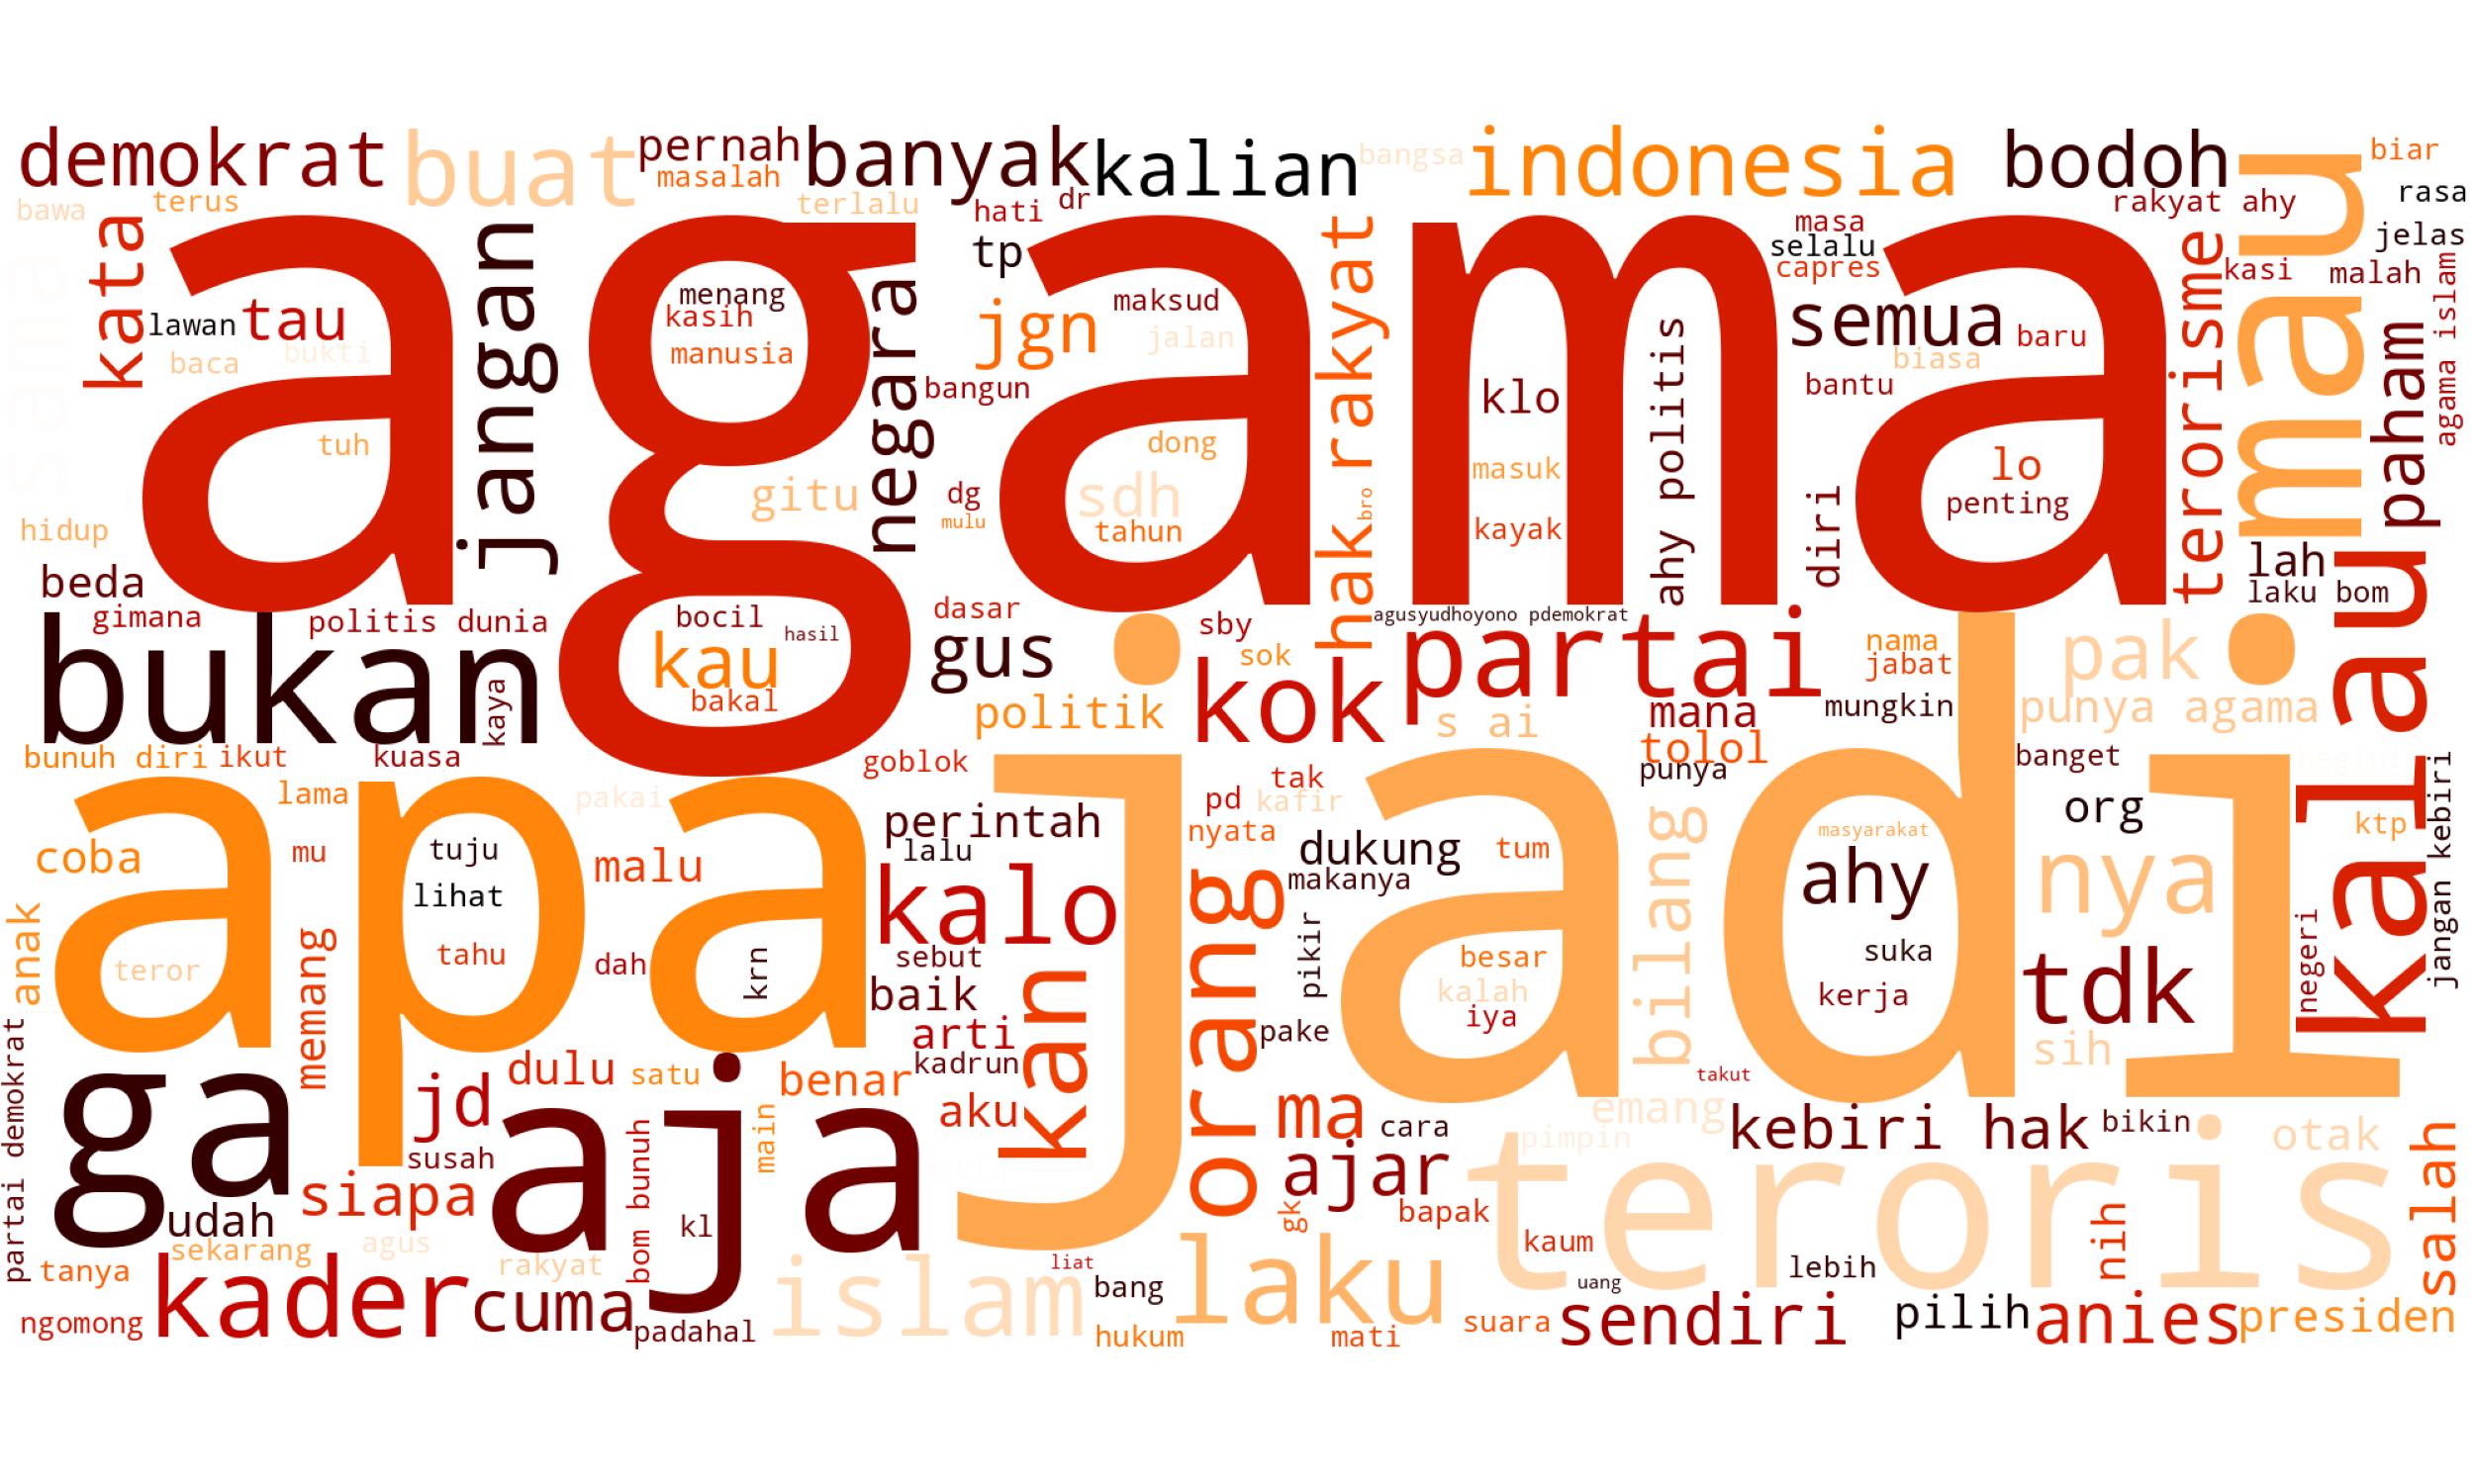 demokrat
buat
pernah
masalah
banyak
kalian
bangsa
indonesia
bodoh
mau
biar
bawa
terus
terlalu
hati
dr
rakyat ahy
rasa
sama
kata
agama
jangan
negara
tp
hak rakyat
masa
selalu
capres
terorisme
kasi
jelas
malah
lawan
tau
baca
bukti
menang
kasih
manusia
jgn
maksud
jalan
bangun
klo
ahy politis
semua
baru
biasa
bantu
paham
agama islam
tuh
gitu
dg
mulu
dong
sdh
tahun
bro
masuk
kayak
diri
lo
penting
hidup
beda
gimana
politis dunia
bocil
hasil
kau
bakal
dasar
gus
sby
sok
agusyudhoyono pdemokrat
partai
nama
jabat
pak
lah
laku bom
kalau
bukan
kaya
politik
kok
s ai
mana
tolol
mungkin
punya agama
bunuh diri
ikut
kuasa
goblok
tak
punya
banget
jadi
apa
lama
pakai
pd
kafir
nyata
org
ktp
jangan kebiri
coba
mu
tuju
lihat
tahu
malu
perintah
lalu
kalo
dukung
makanya
tum
masyarakat
ahy
nya
anak
teror
memang
dah
krn
sebut
baik
arti
kadrun
kan
orang
pikir
pake
besar
kalah
iya
bilang
suka
kerja
tdk
negeri
sih
partai demokrat
ga
jd
dulu
satu
benar
aku
takut
ma
cara
emang
pimpin
kebiri hak
bikin
otak
susah
aja
main
bom bunuh
kl
siapa
udah
ajar
gk
bapak
teroris
nih
salah
sekarang
agus
rakyat
liat
kaum
tanya
ngomong
kader
cuma
padahal
islam
bang
hukum
laku
mati
suara
uang
sendiri
lebih
pilih
anies
presiden